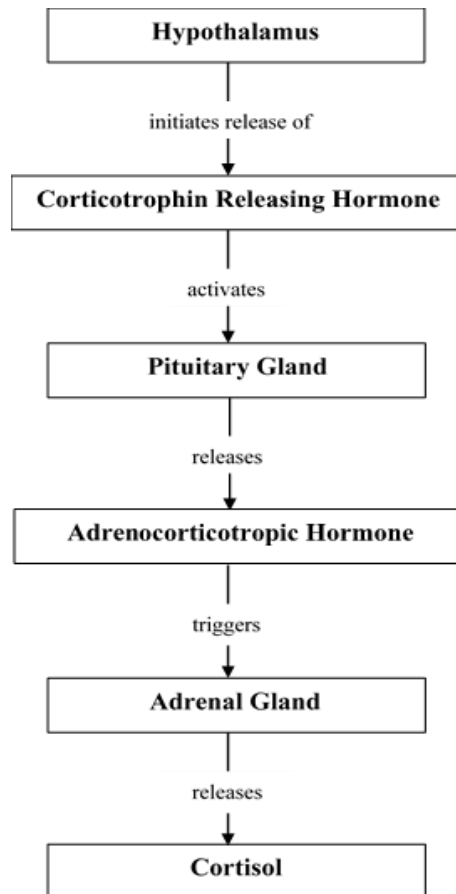 Hypothalamus
initiates release of
Corticotrophin Releasing Hormone
activates
Pituitary Gland
releases
Adrenocorticotropic Hormone
triggers
Adrenal Gland
releases
Cortisol